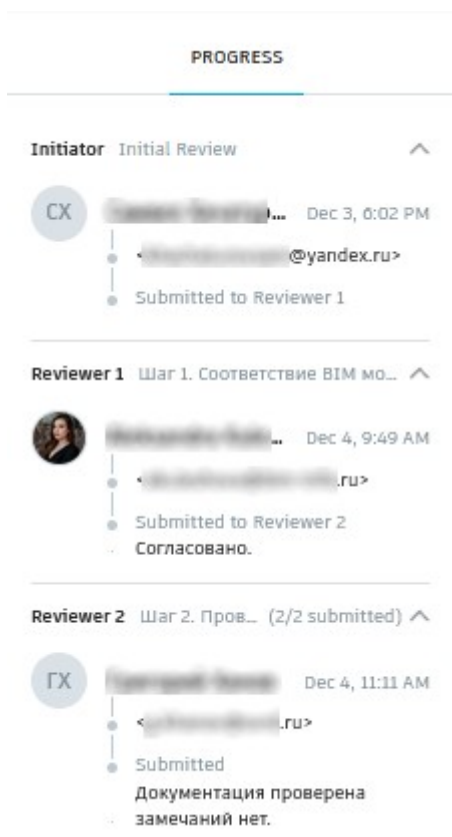 PROGRESS
Initiator Initial Review
CX ... Dec 3, 6:02 PM
< @yandex.ru>
Submitted to Reviewer 1
Reviewer 1 Шаг 1. Соответствие BIM мо...
... Dec 4, 9:49 AM
< .ru>
Submitted to Reviewer 2
Согласовано.
Reviewer 2 Шаг 2. Пров... (2/2 submitted)
ГХ Dec 4, 11:11 AM
< .ru>
Submitted
Документация проверена
замечаний нет.